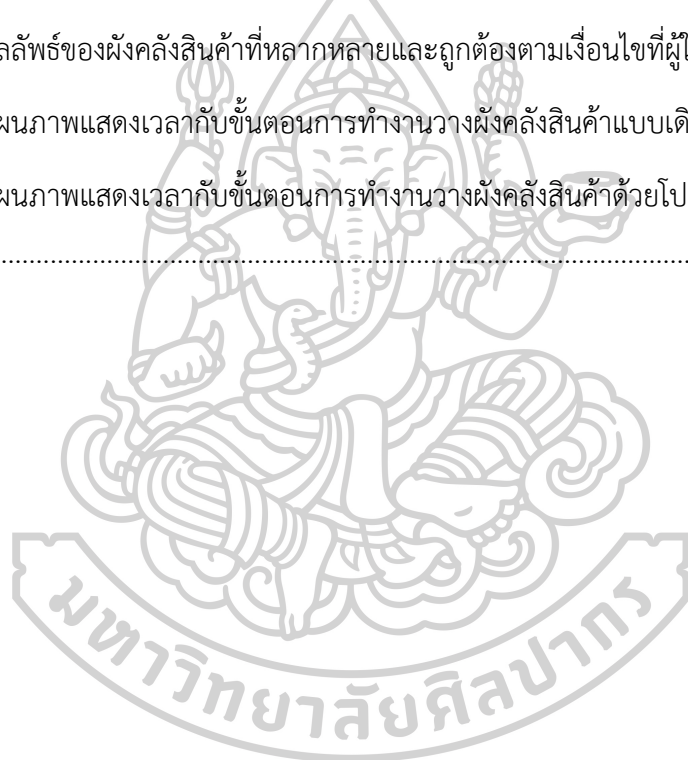 ลลัพธ์ของผังคลังสินค้าที่หลากหลายและถูกต้องตามเงื่อนไขที่ผู้ใ
ผนภาพแสดงเวลากับขั้นตอนการทำงานวางผังคลังสินค้าแบบเดิ
ผนภาพแสดงเวลากับขั้นตอนการทำงานวางผังคลังสินค้าด้วยโป
................................................................................................
มหาวิทยาลัยศิลปากร